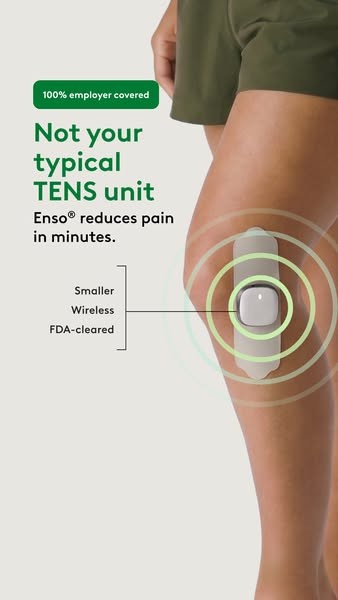 100% employer covered
Not your
typical
TENS unit
Enso® reduces pain
in minutes.
Smaller
Wireless
FDA-cleared